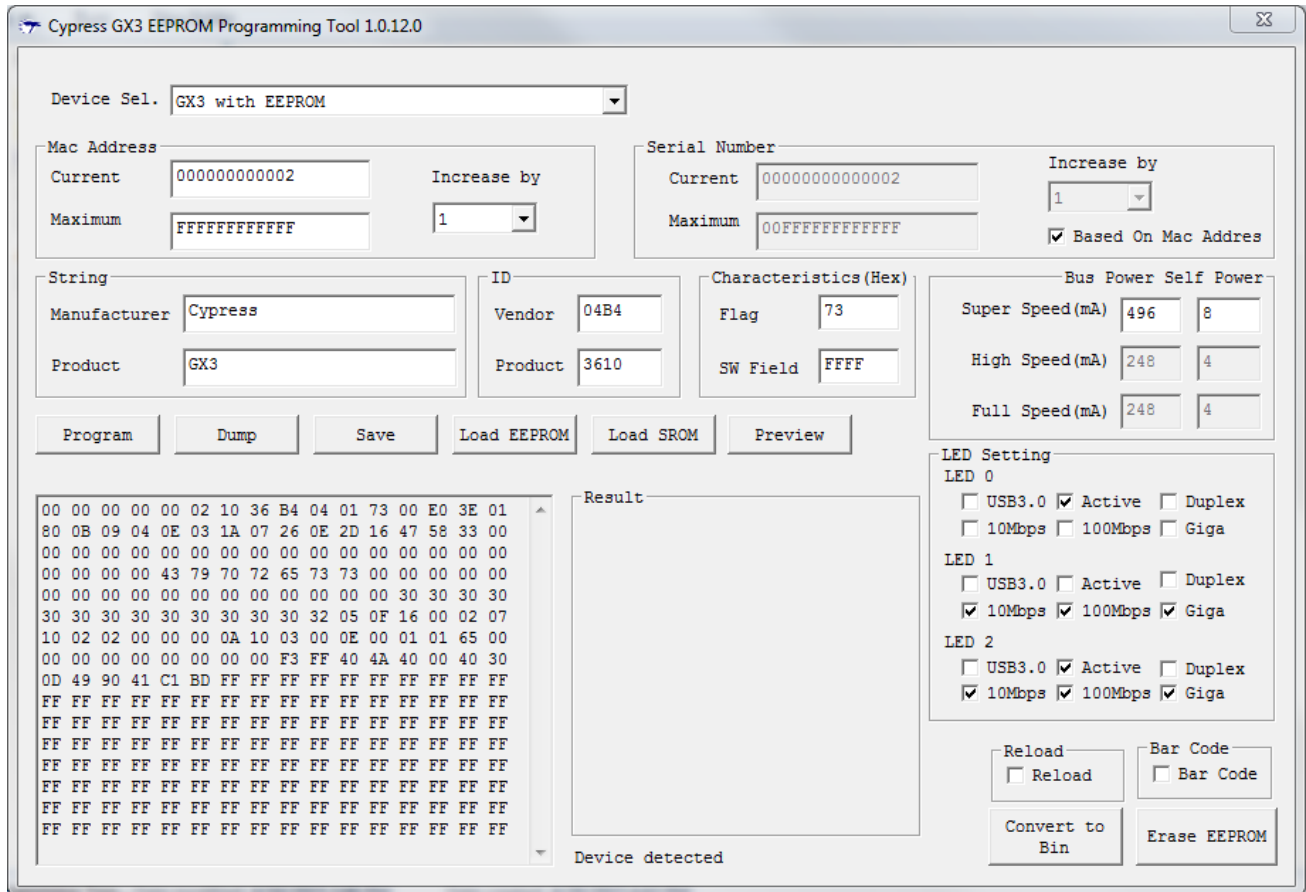 Cypress GX3 EEPROM Programming Tool 1.0.12.0
Device Sel. GX3 with EEPROM
Mac Address
Current 000000000002
Maximum FFFFFFFFFFFF
Increase by
1
Serial Number
Current 00000000000002
Maximum 00FFFFFFFFFFFF
Increase by
1
Based On Mac Addres
String
Manufacturer Cypress
Product GX3
ID
Vendor 04B4
Product 3610
Characteristics(Hex)
Flag 73
SW Field FFFF
Bus Power Self Power
Super Speed(mA) 496 8
High Speed(mA) 248 4
Full Speed(mA) 248 4
Program Dump Save Load EEPROM Load SROM Preview
00 00 00 00 00 02 10 36 B4 04 01 73 00 E0 3E 01
80 0B 09 04 0E 03 1A 07 26 0E 2D 16 47 58 33 00
00 00 00 00 00 00 00 00 00 00 00 00 00 00 00 00
00 00 00 00 43 79 70 72 65 73 73 00 00 00 00 00
00 00 00 00 00 00 00 00 00 00 00 00 30 30 30 30
30 30 30 30 30 30 30 30 30 32 05 0F 16 00 02 07
10 02 02 00 00 00 0A 10 03 00 0E 00 01 01 65 00
00 00 00 00 00 00 00 00 F3 FF 40 4A 40 00 40 30
0D 49 90 41 C1 BD FF FF FF FF FF FF FF FF FF FF
FF FF FF FF FF FF FF FF FF FF FF FF FF FF FF FF
FF FF FF FF FF FF FF FF FF FF FF FF FF FF FF FF
FF FF FF FF FF FF FF FF FF FF FF FF FF FF FF FF
FF FF FF FF FF FF FF FF FF FF FF FF FF FF FF FF
FF FF FF FF FF FF FF FF FF FF FF FF FF FF FF FF
FF FF FF FF FF FF FF FF FF FF FF FF FF FF FF FF
FF FF FF FF FF FF FF FF FF FF FF FF FF FF FF FF
Result
Device detected
LED Setting
LED 0
USB3.0 Active Duplex
10Mbps 100Mbps Giga
LED 1
USB3.0 Active Duplex
10Mbps 100Mbps Giga
LED 2
USB3.0 Active Duplex
10Mbps 100Mbps Giga
Reload
Reload
Bar Code
Bar Code
Convert to
Bin
Erase EEPROM